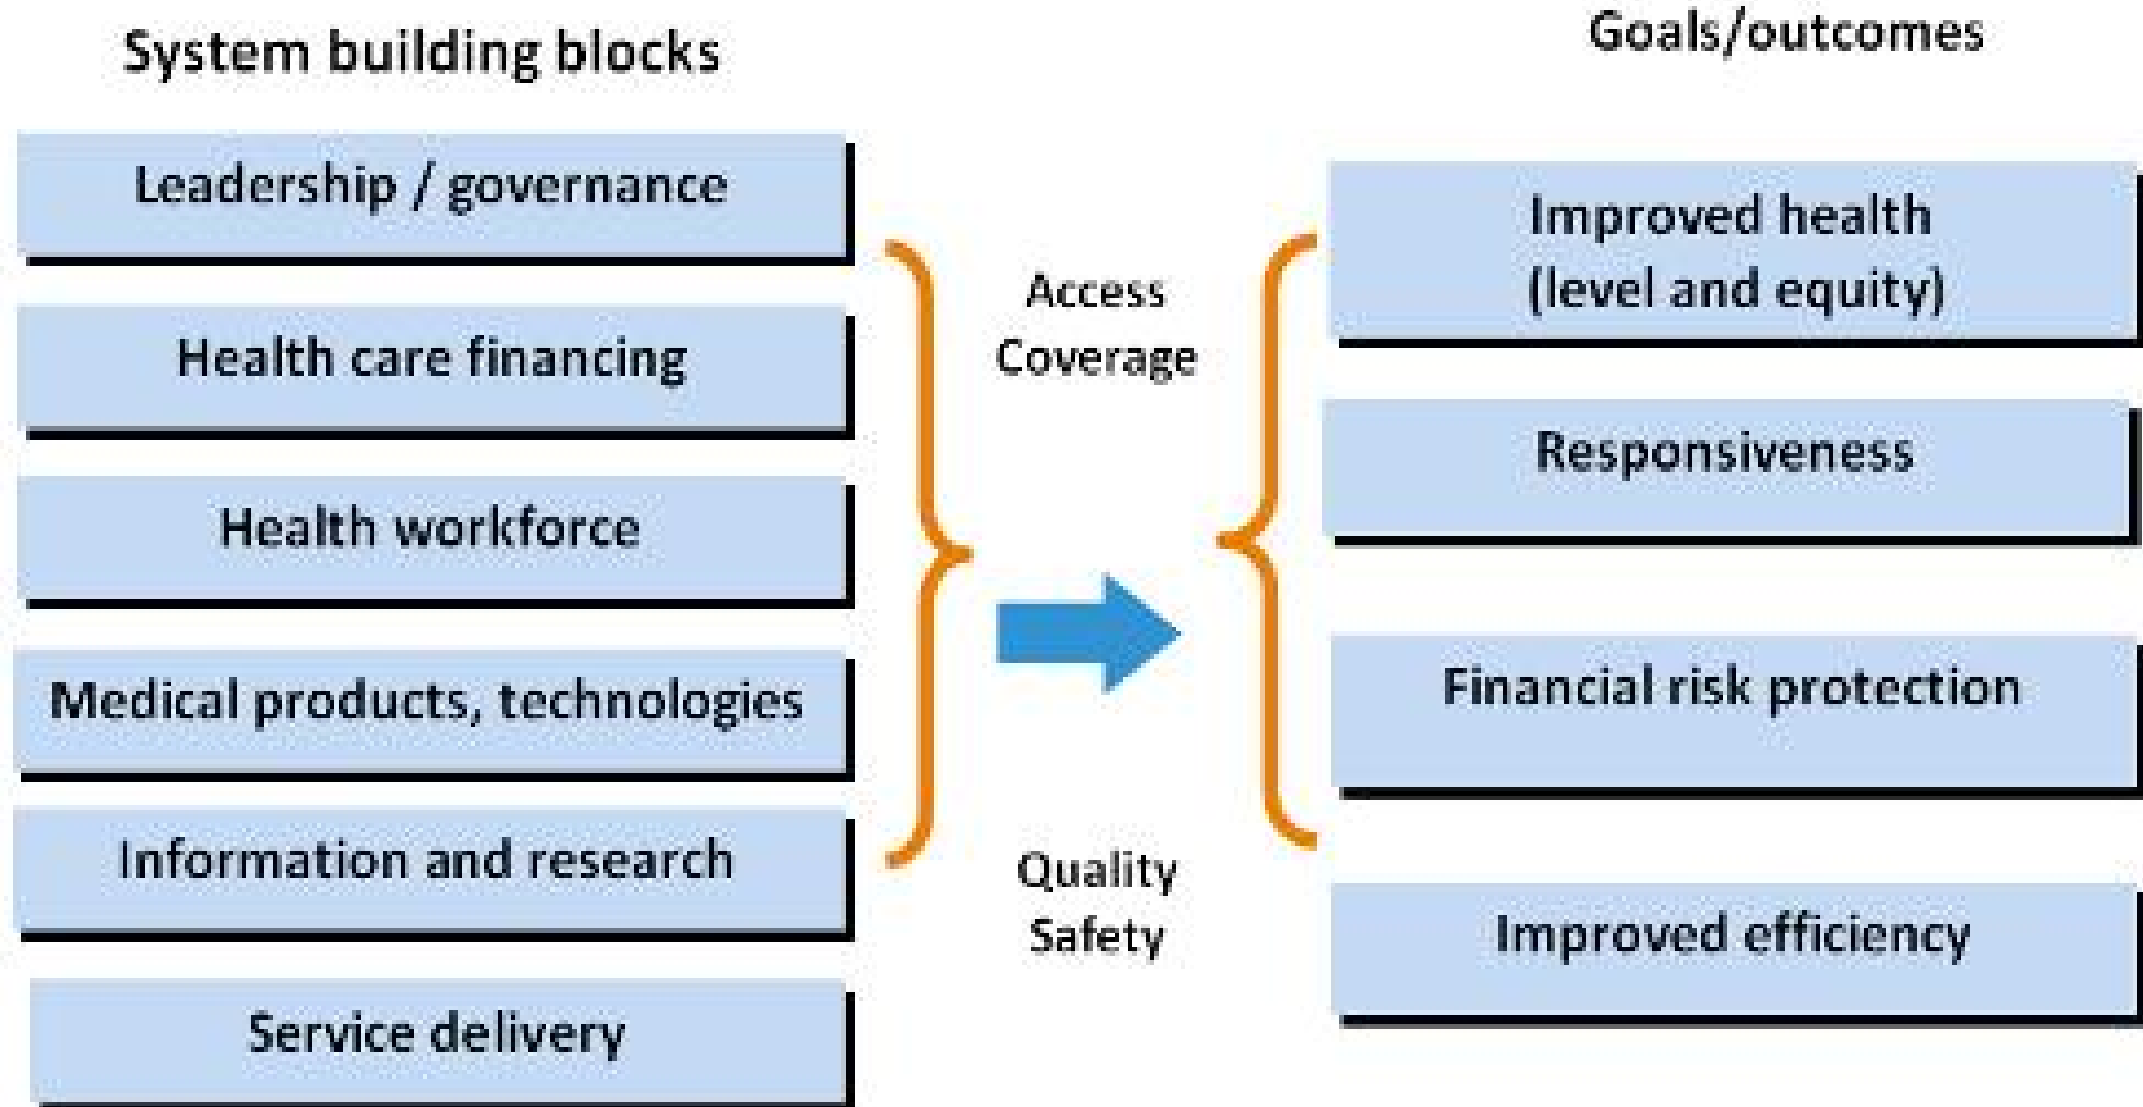 System building blocks
Leadership / governance
Health care financing
Health workforce
Medical products, technologies
Information and research
Service delivery
Access
Coverage
Quality
Safety
Goals/outcomes
Improved health
(level and equity)
Responsiveness
Financial risk protection
Improved efficiency